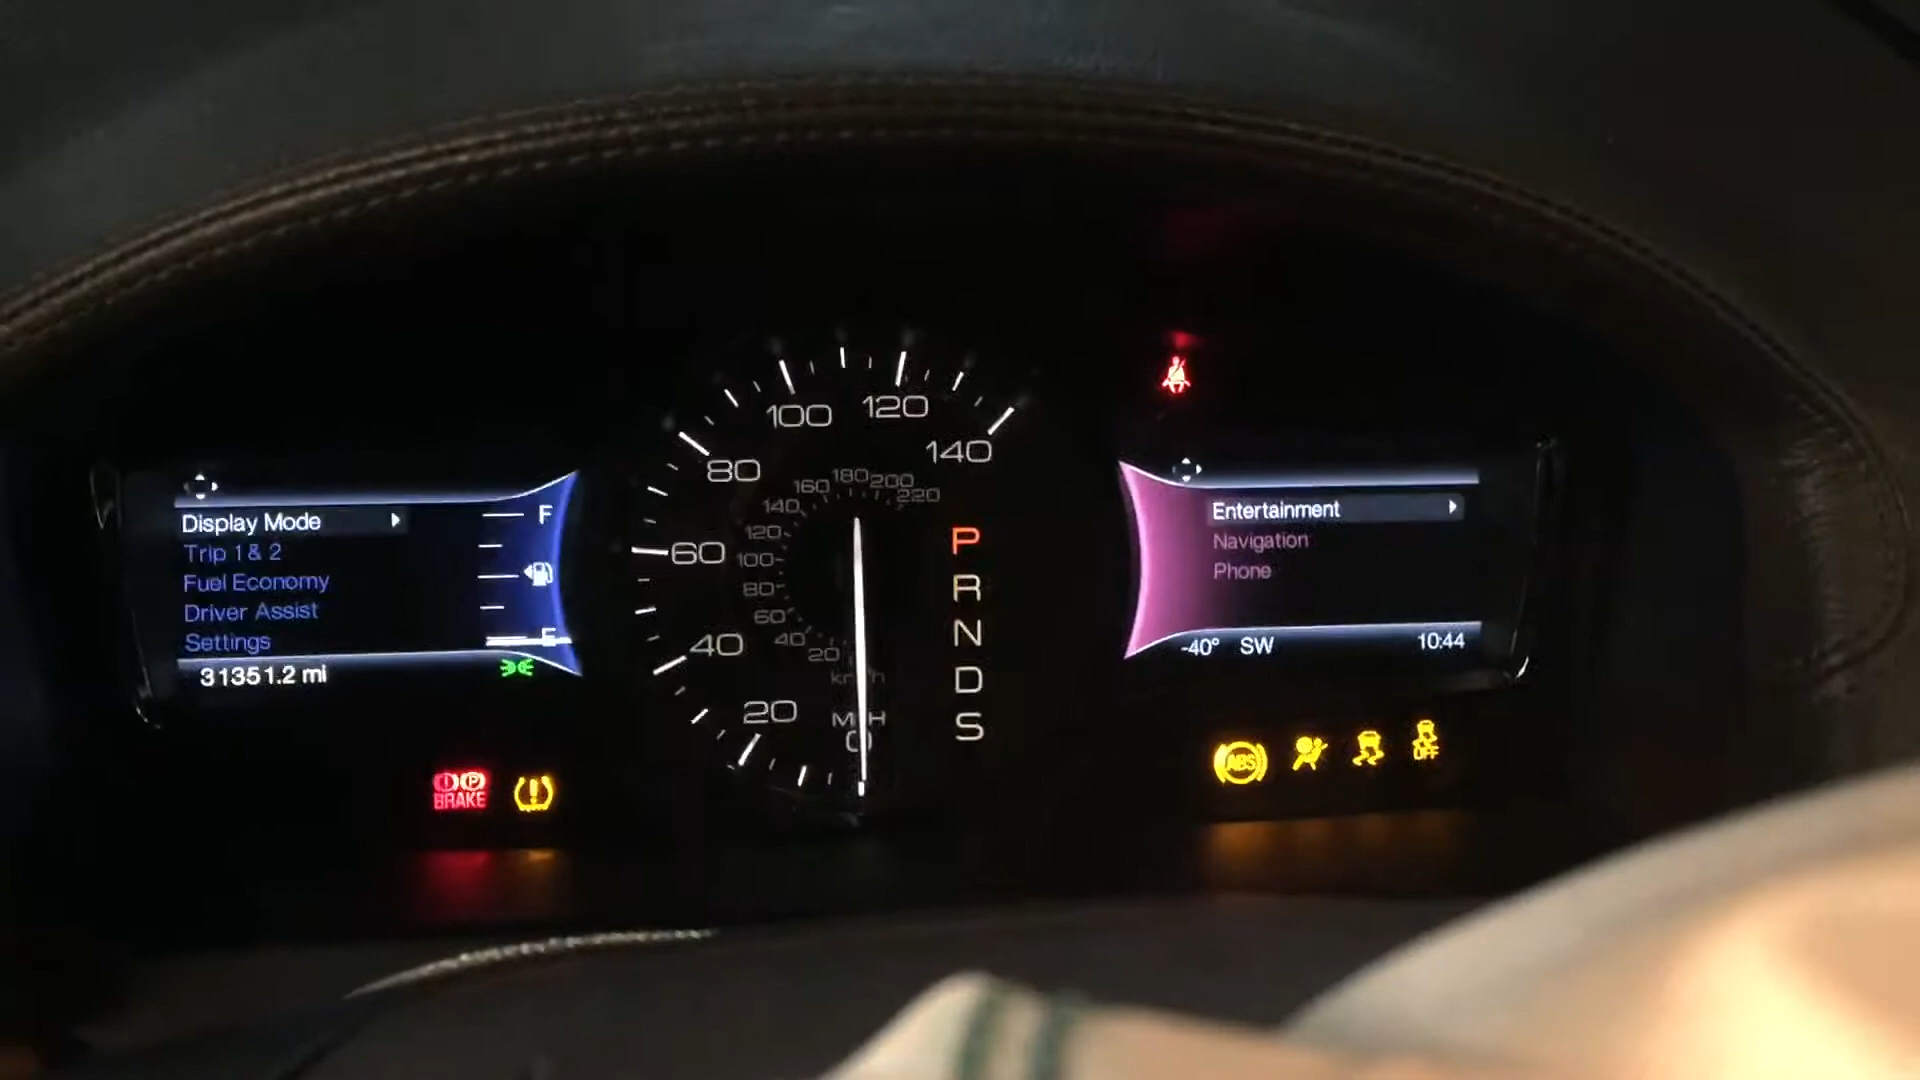 Display Mode
Trip 1 & 2
Fuel Economy
Driver Assist
Settings
31351.2 mi
F
E
BRAKE
0
20
40
60
80
100
120
140
MPH
20
40
60
80
100
120
140
160
180
200
220
km/h
P
R
N
D
S
Entertainment
Navigation
Phone
-40° SW 10:44
ABS
OFF